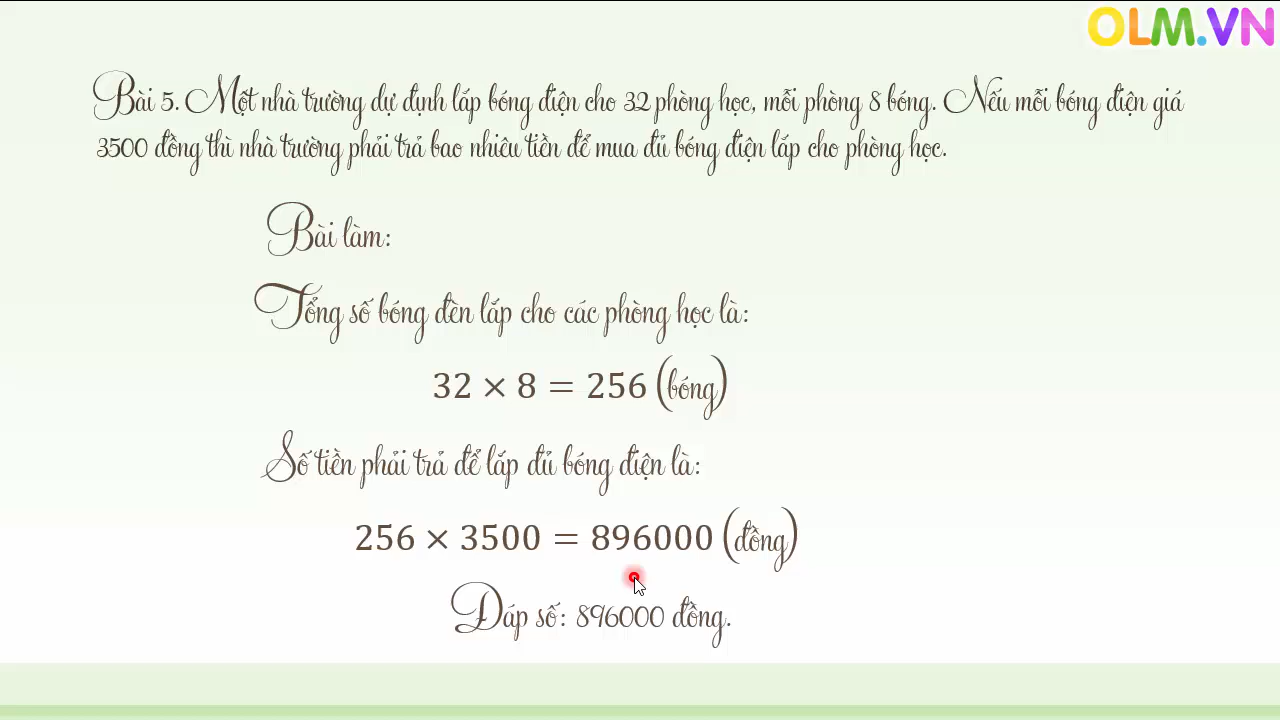 OLM.VN
Bài 5. Một nhà trường dự định lắp bóng điện cho 32 phòng học, mỗi phòng 8 bóng. Nếu mỗi bóng điện giá
3500 đồng thì nhà trường phải trả bao nhiêu tiền để mua đủ bóng điện lắp cho phòng học.
Bài làm:
Tổng số bóng đèn lắp cho các phòng học là:
32 × 8 = 256 (bóng)
Số tiền phải trả để lắp đủ bóng điện là:
256 × 3500 = 896000 (đồng)
Đáp số: 896000 đồng.